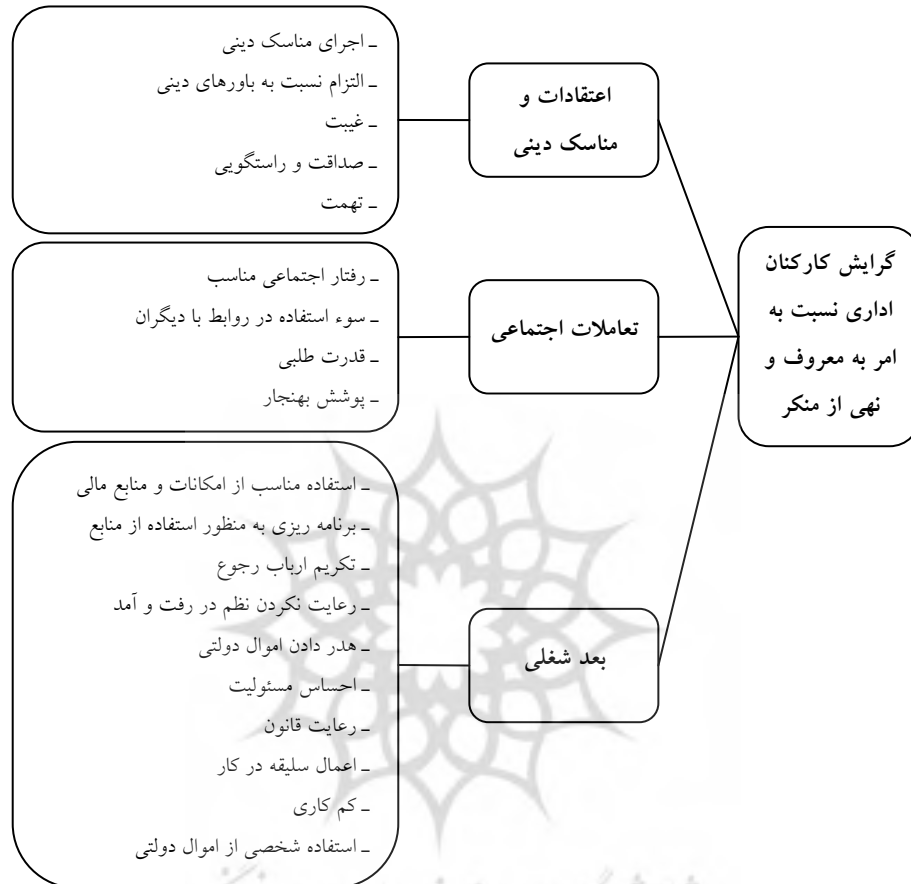 گرایش کارکنان
اداری نسبت به
امر به معروف و
نهی از منکر
اعتقادات و
مناسک دینی
ـ اجرای مناسک دینی
ـ التزام نسبت به باورهای دینی
ـ غیبت
ـ صداقت و راستگویی
ـ تهمت
تعاملات اجتماعی
ـ رفتار اجتماعی مناسب
ـ سوء استفاده در روابط با دیگران
ـ قدرت طلبی
ـ پوشش بهنجار
بعد شغلی
ـ استفاده مناسب از امکانات و منابع مالی
ـ برنامه ریزی به منظور استفاده از منابع
ـ تکریم ارباب رجوع
ـ رعایت نکردن نظم در رفت و آمد
ـ هدر دادن اموال دولتی
ـ احساس مسئولیت
ـ رعایت قانون
ـ اعمال سلیقه در کار
ـ کم کاری
ـ استفاده شخصی از اموال دولتی